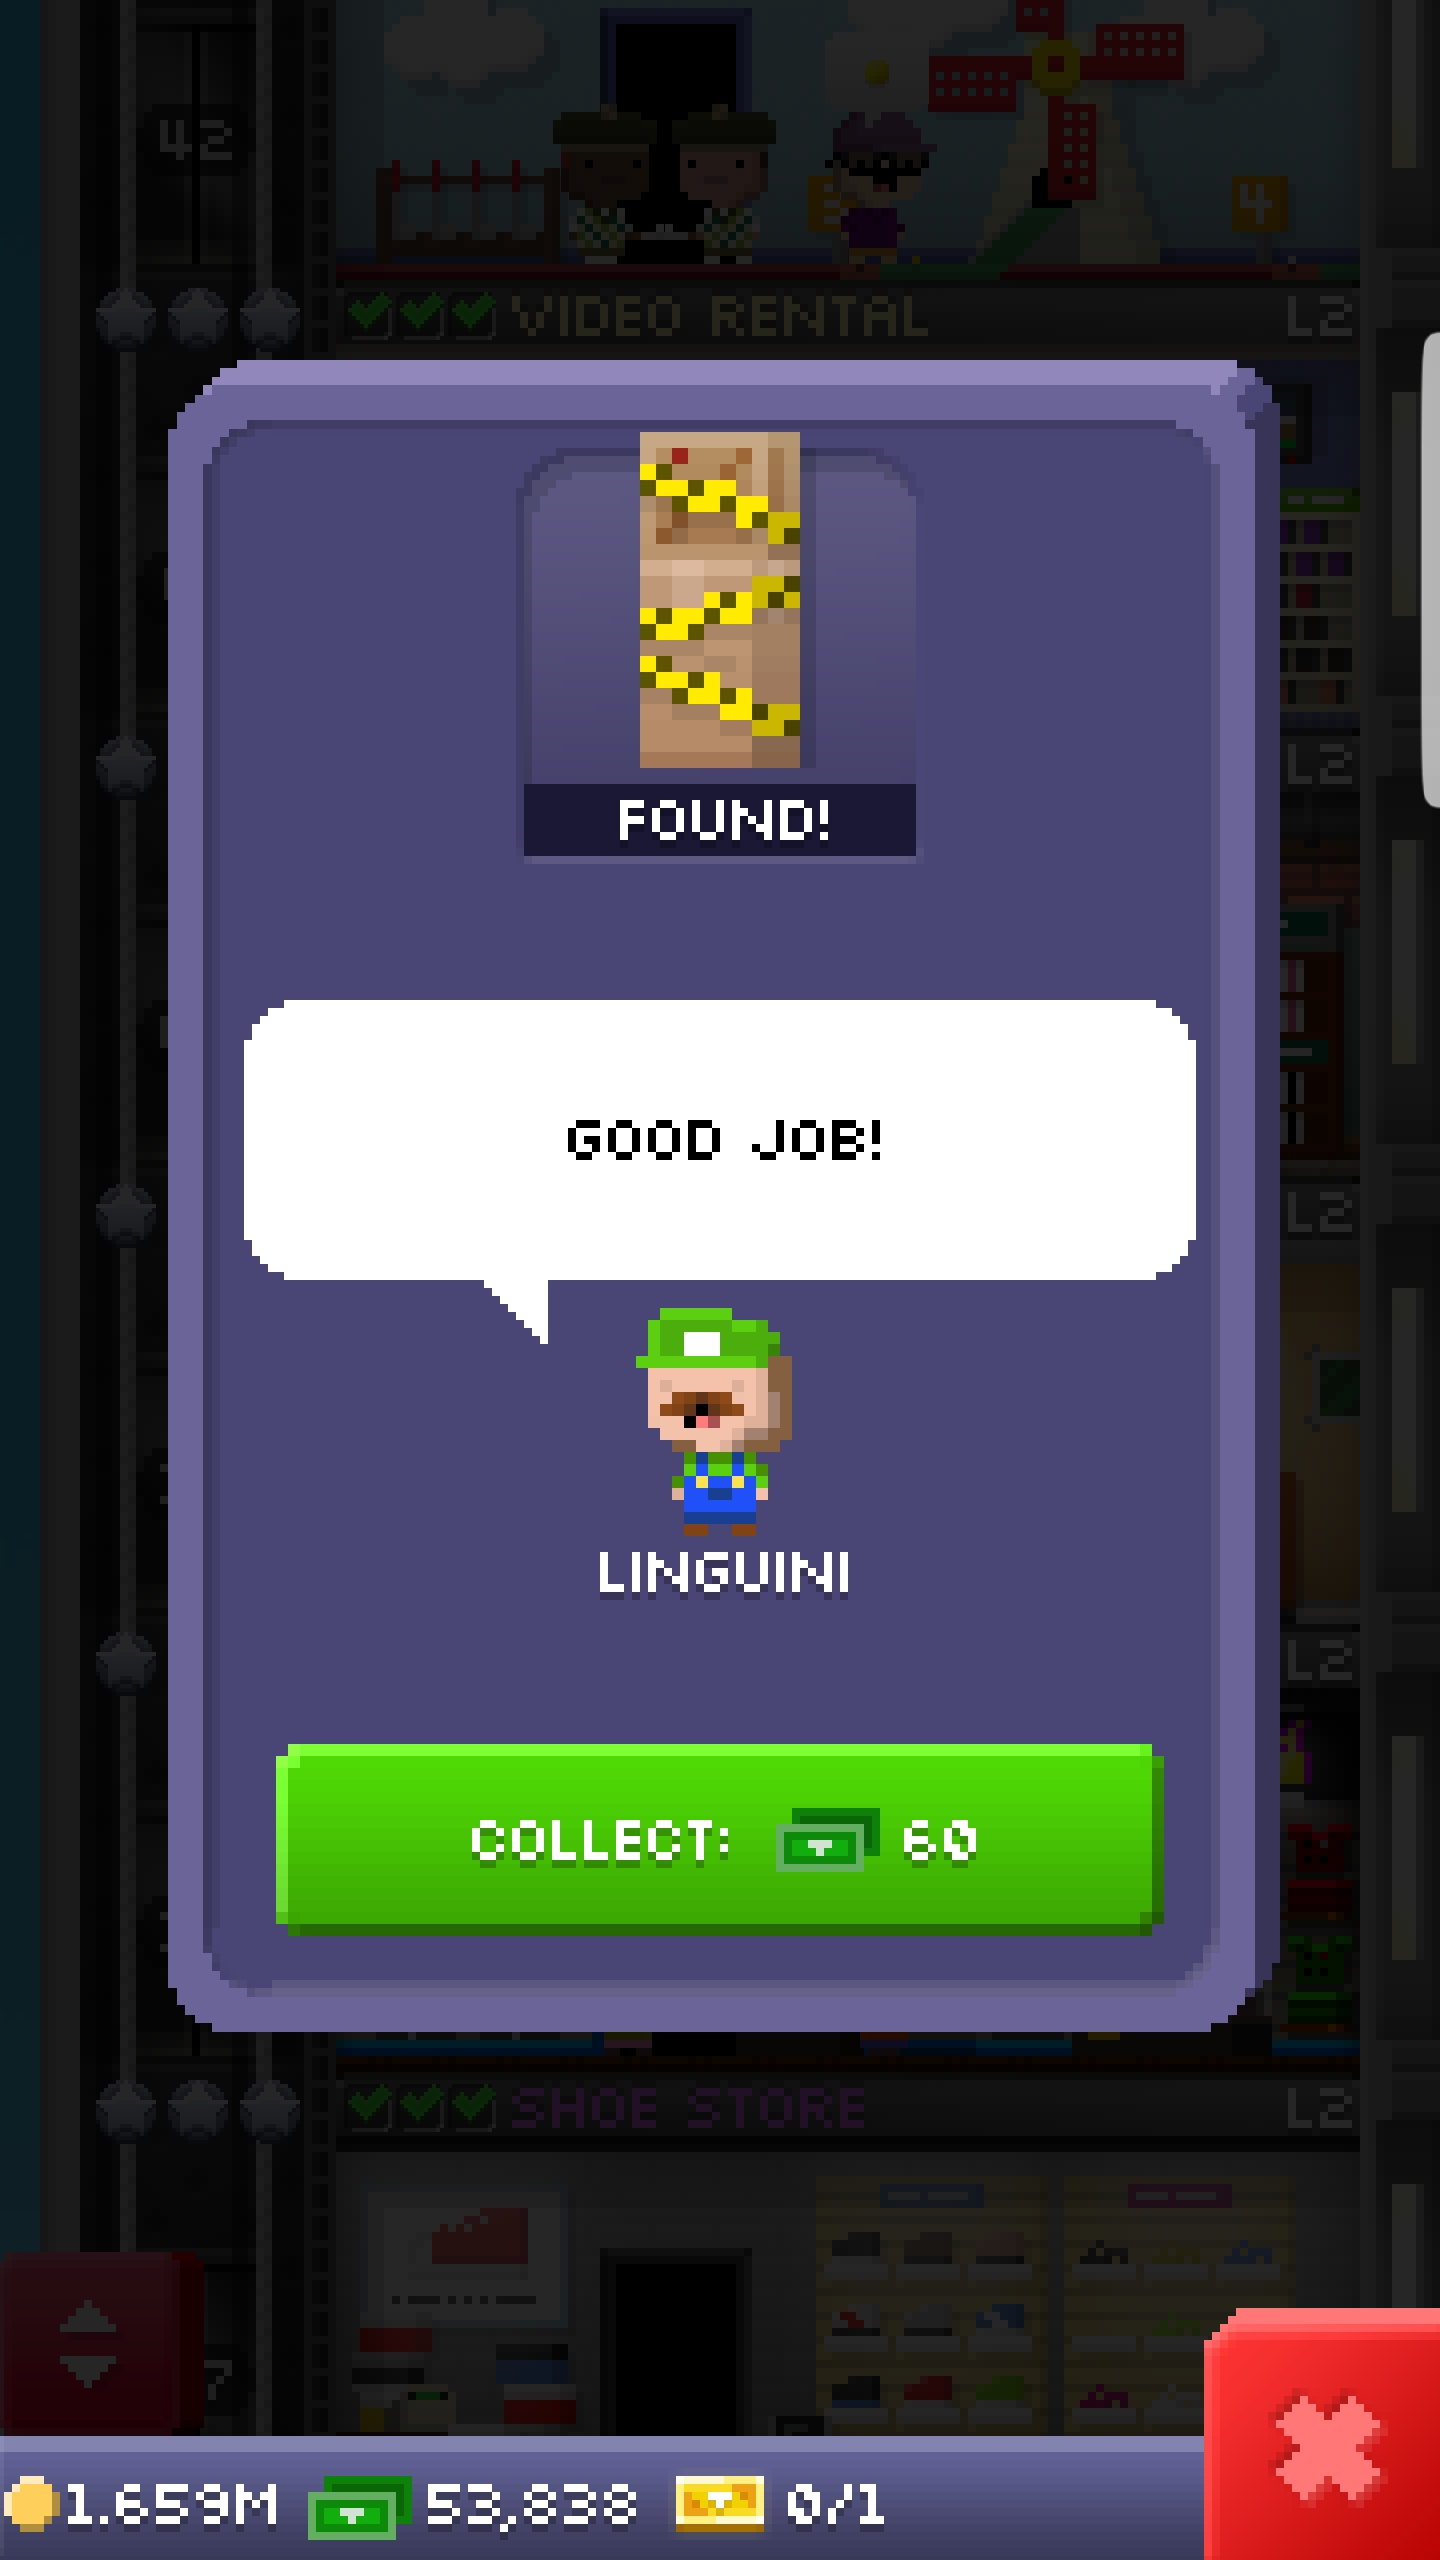 42
VIDEO RENTAL L2
FOUND!
L2
GOOD JOB!
L2
LINGUINI
L2
COLLECT: 60
SHOE STORE L2
7
1.659M 53,838 0/1